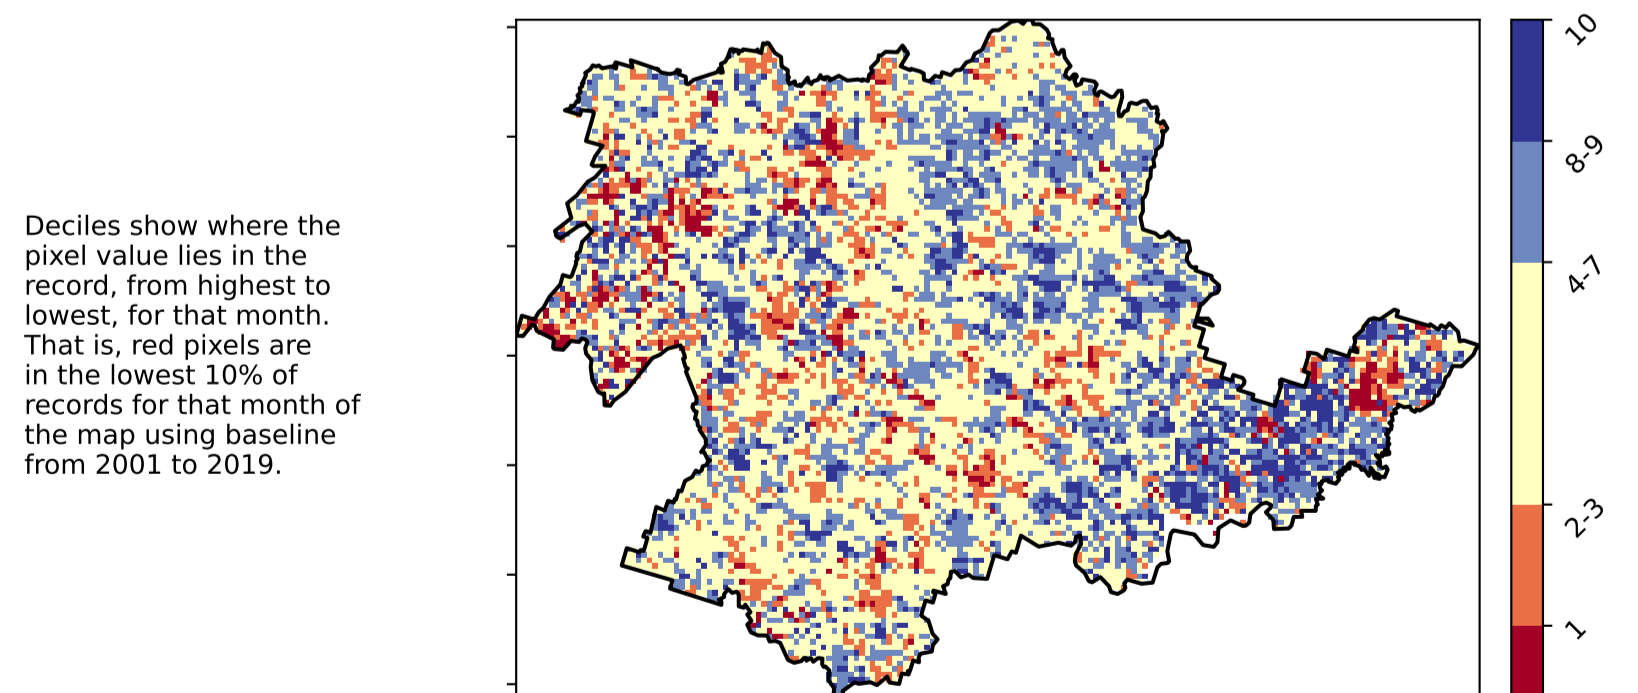 Deciles show where the
pixel value lies in the
record, from highest to
lowest, for that month.
That is, red pixels are
in the lowest 10% of
records for that month of
the map using baseline
from 2001 to 2019.
10
8-9
4-7
2-3
1